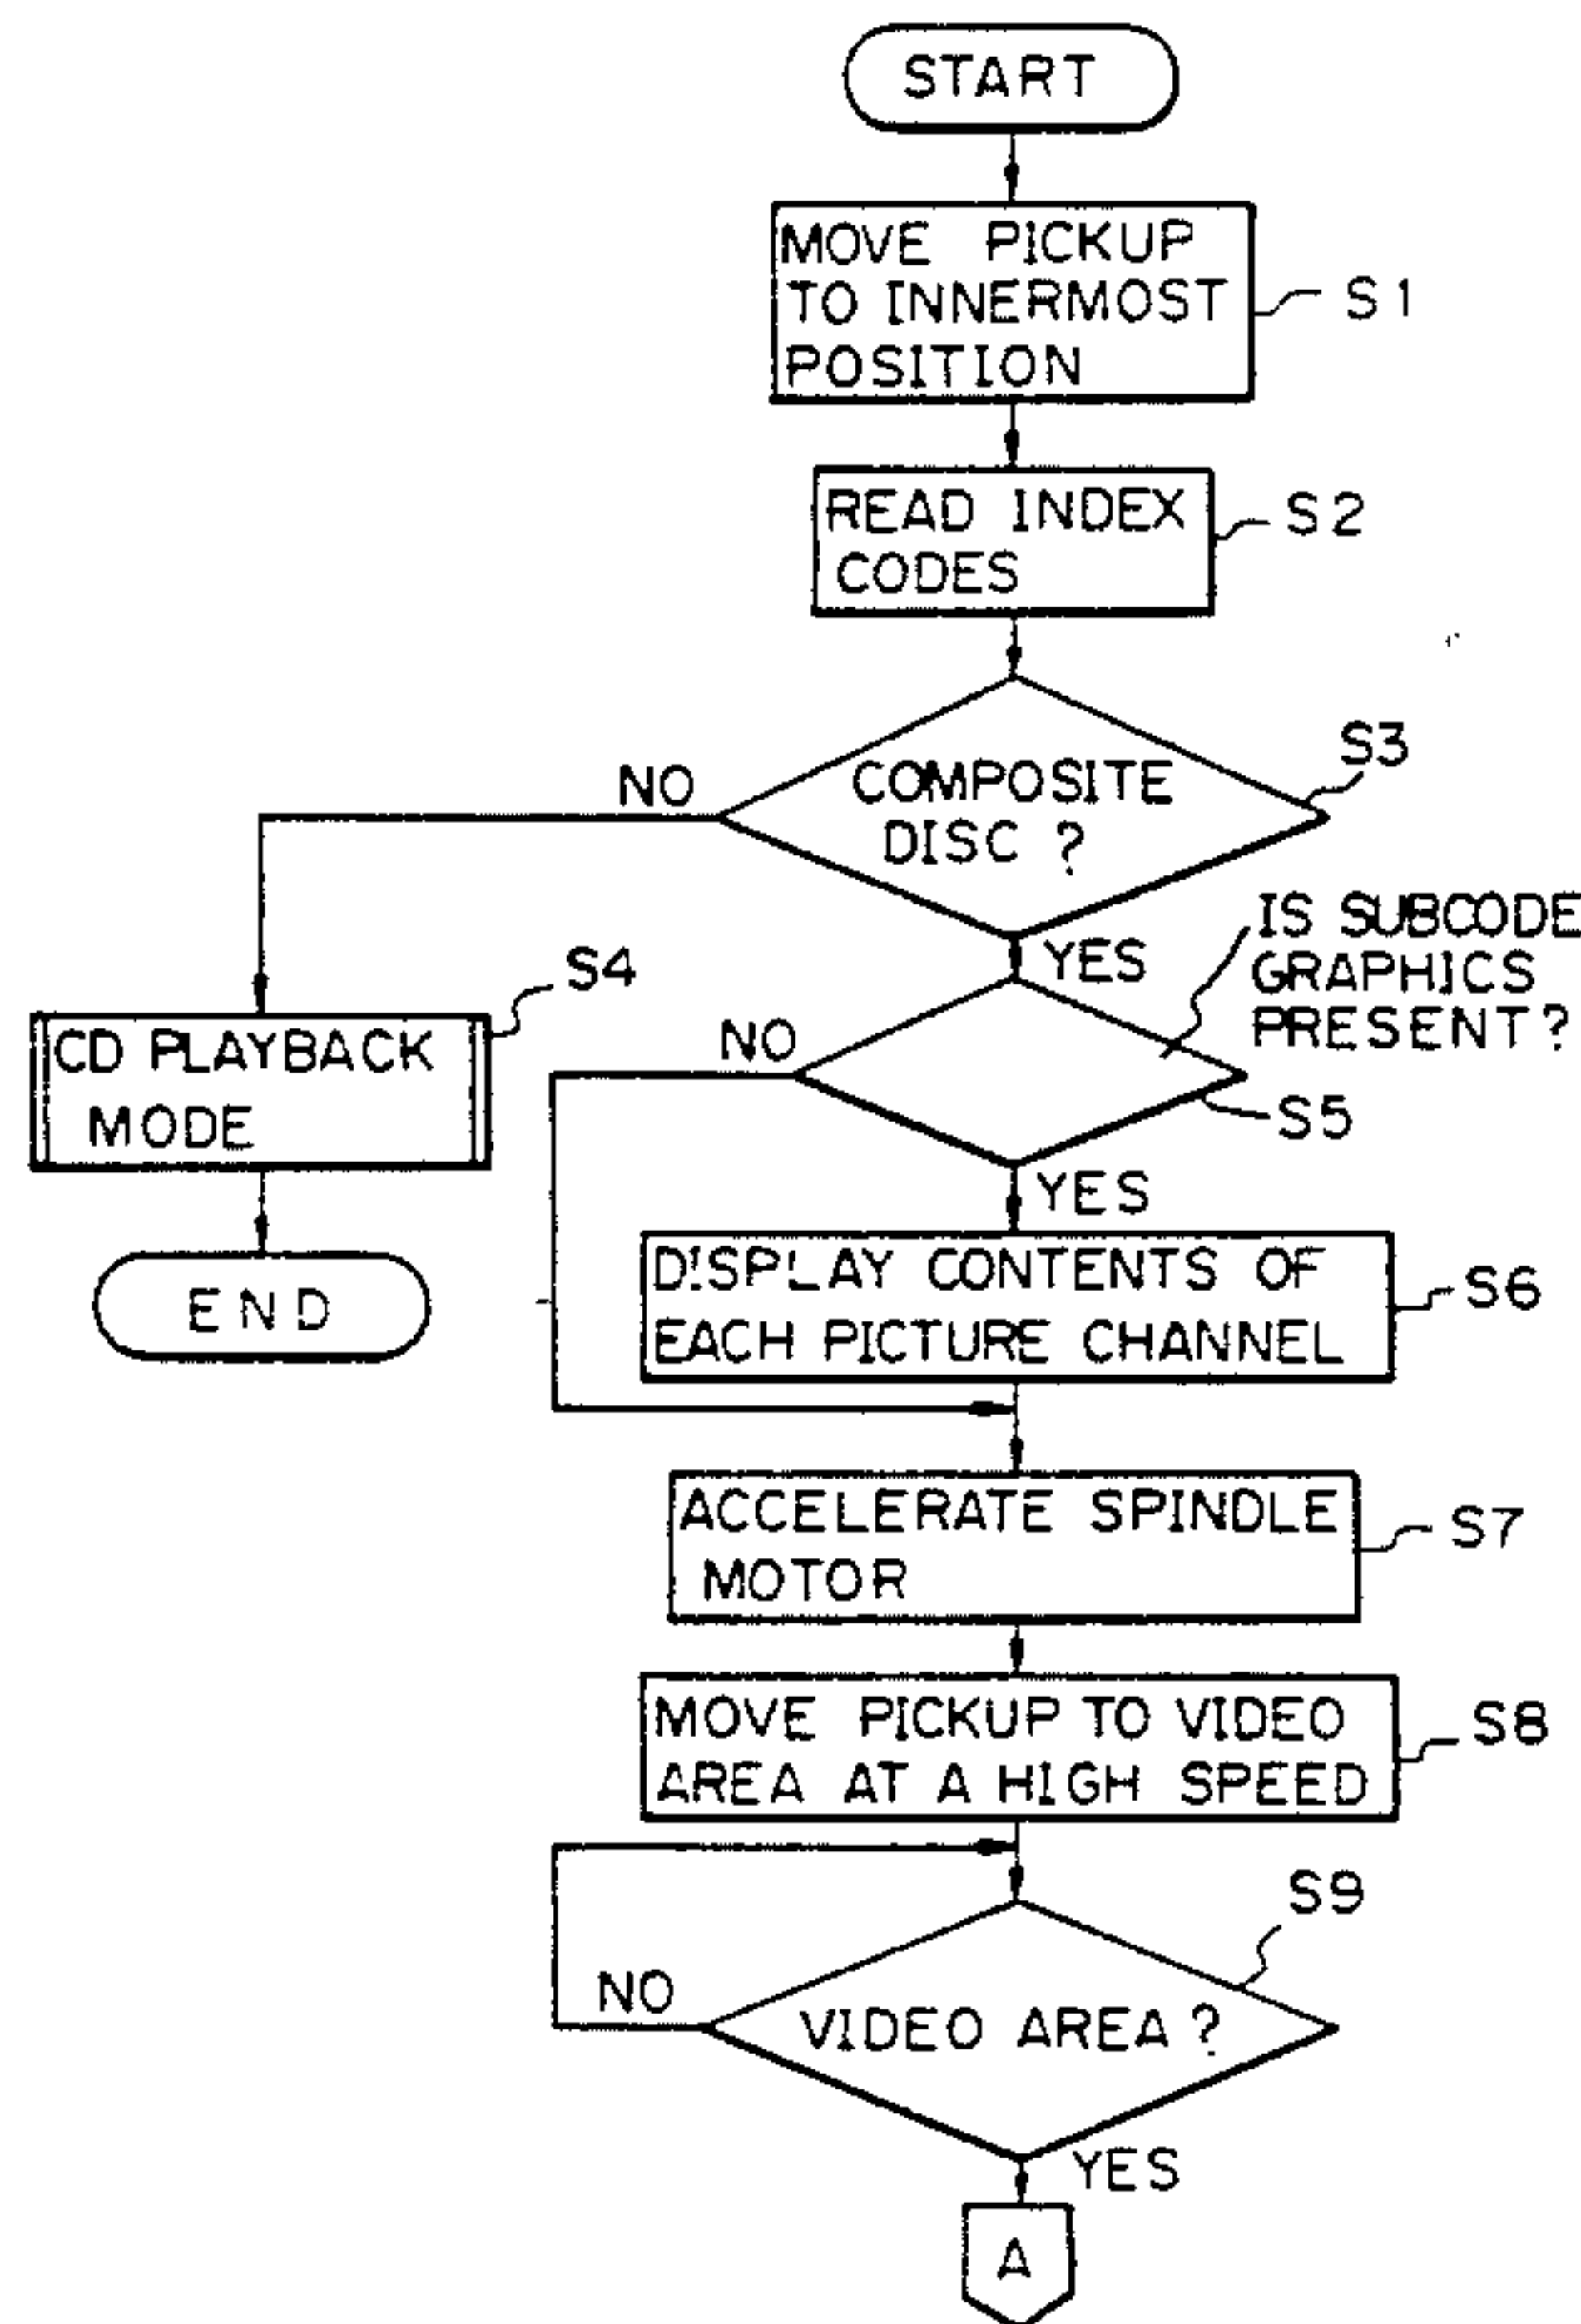 START
MOVE PICKUP
TO INNERMOST
POSITION
S1
READ INDEX
CODES
S2
COMPOSITE
DISC ?
S3
NO
YES
CD PLAYBACK
MODE
S4
END
IS SUBCODE
GRAPHICS
PRESENT?
S5
NO
YES
DISPLAY CONTENTS OF
EACH PICTURE CHANNEL
S6
ACCELERATE SPINDLE
MOTOR
S7
MOVE PICKUP TO VIDEO
AREA AT A HIGH SPEED
S8
S9
NO
VIDEO AREA ?
YES
A